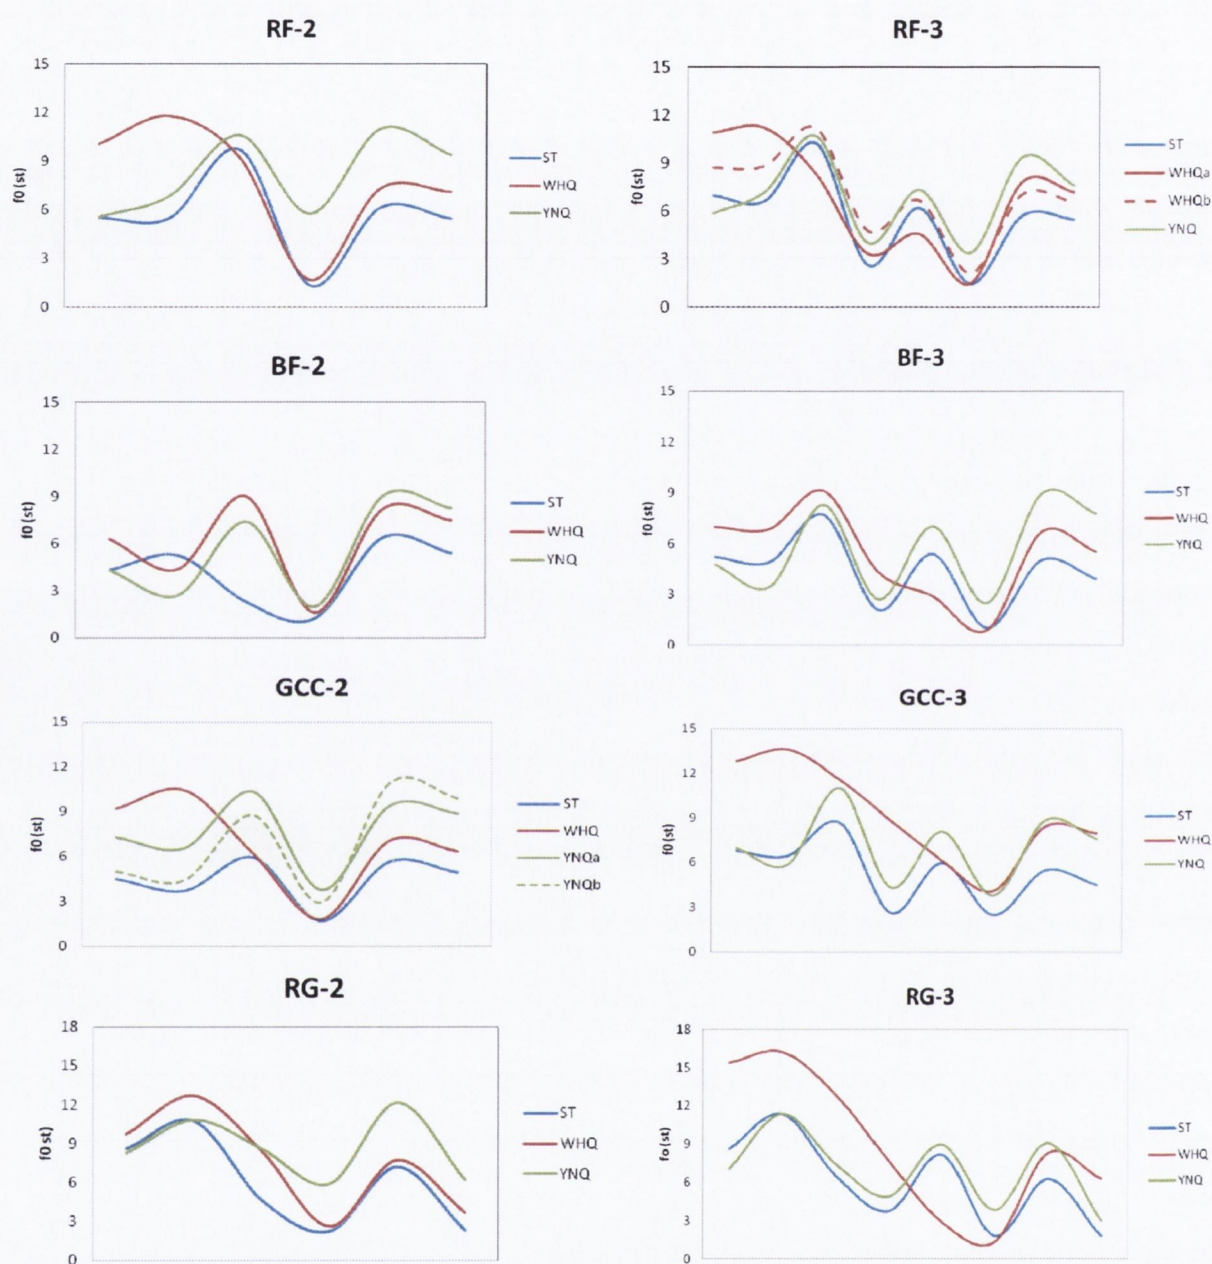 RF-2
15
12
9
6
3
0
f0 (st)
ST
WHQ
YNQ
RF-3
15
12
9
6
3
0
f0 (st)
ST
WHQa
WHQb
YNQ
BF-2
15
12
9
6
3
0
f0 (st)
ST
WHQ
YNQ
BF-3
15
12
9
6
3
0
f0 (st)
ST
WHQ
YNQ
GCC-2
15
12
9
6
3
0
f0 (st)
ST
WHQ
YNQa
YNQb
GCC-3
15
12
9
6
3
0
f0 (st)
ST
WHQ
YNQ
RG-2
18
15
12
9
6
3
0
f0 (st)
ST
WHQ
YNQ
RG-3
18
15
12
9
6
3
0
fo (st)
ST
WHQ
YNQ